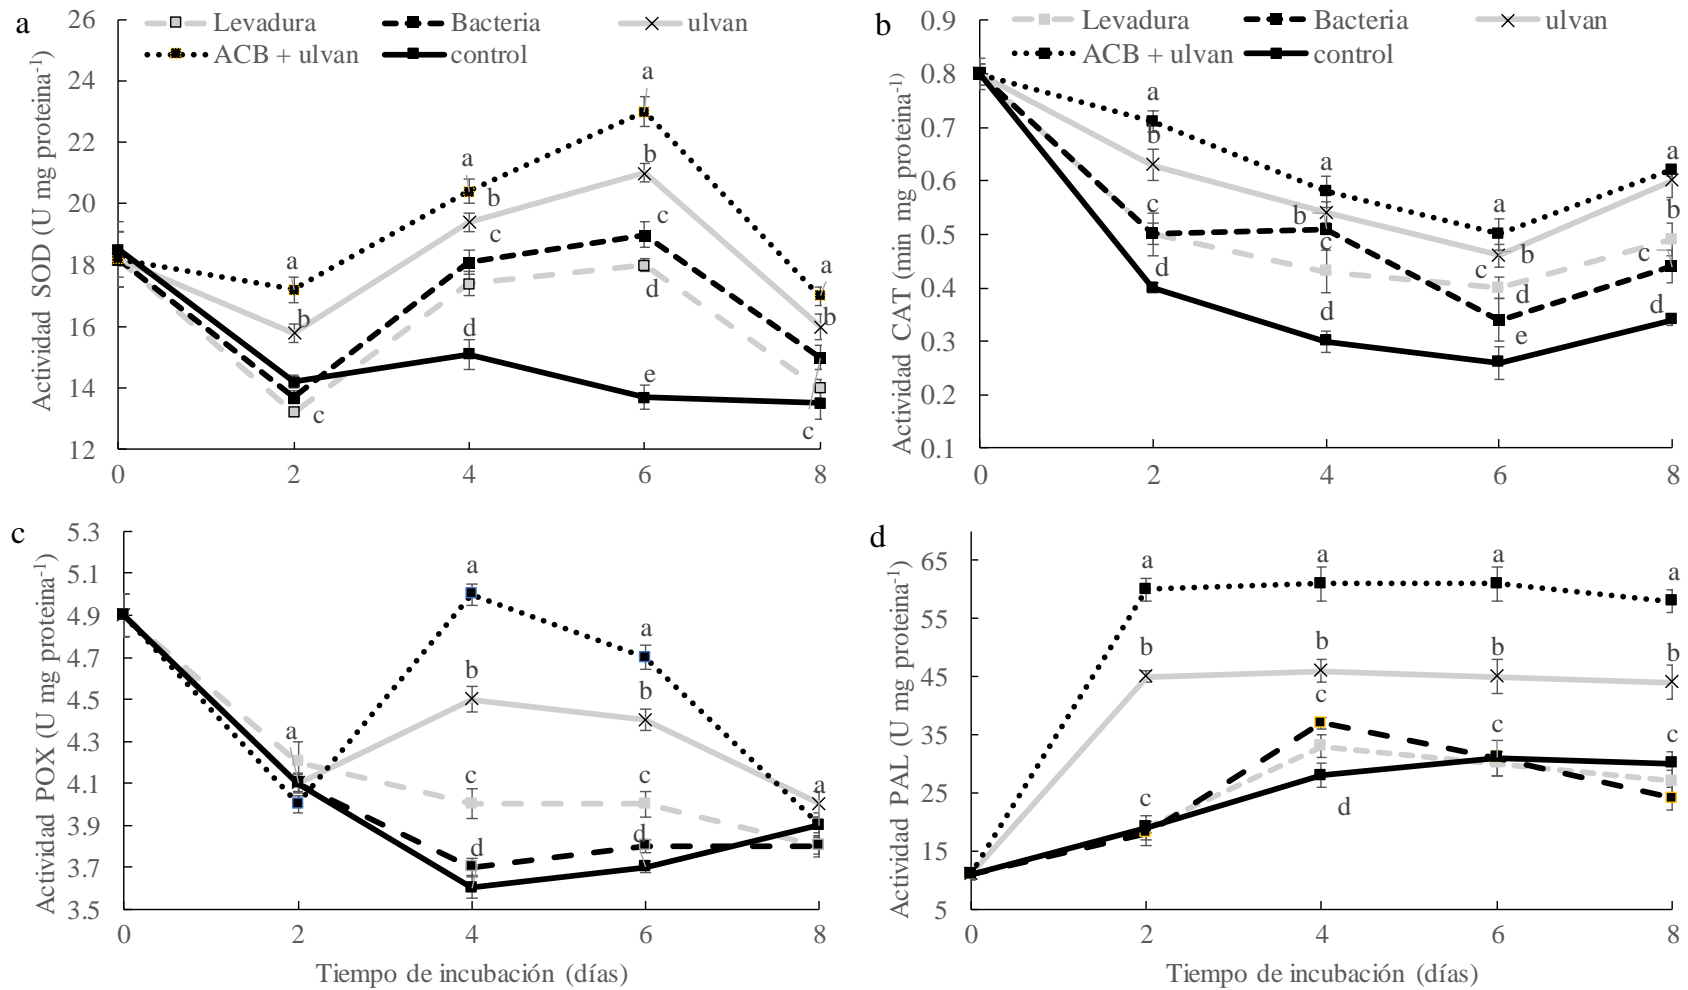 a
Levadura
Bacteria
ulvan
ACB + ulvan
control
Actividad SOD (U mg proteina⁻¹)
26
24
22
20
18
16
14
12
0
2
4
6
8
a
b
c
a
b
c
d
a
b
c
d
e
a
b
c
b
Levadura
Bacteria
ulvan
ACB + ulvan
control
Actividad CAT (min mg proteina⁻¹)
0.9
0.8
0.7
0.6
0.5
0.4
0.3
0.2
0.1
0
2
4
6
8
a
b
c
d
a
b
c
d
a
b
c
d
e
a
b
c
d
c
Actividad POX (U mg proteina⁻¹)
5.3
5.1
4.9
4.7
4.5
4.3
4.1
3.9
3.7
3.5
0
2
4
6
8
a
a
b
c
d
a
b
c
d
a
Tiempo de incubación (días)
d
Actividad PAL (U mg proteina⁻¹)
65
55
45
35
25
15
5
0
2
4
6
8
a
b
c
a
b
c
d
a
b
c
a
b
c
Tiempo de incubación (días)